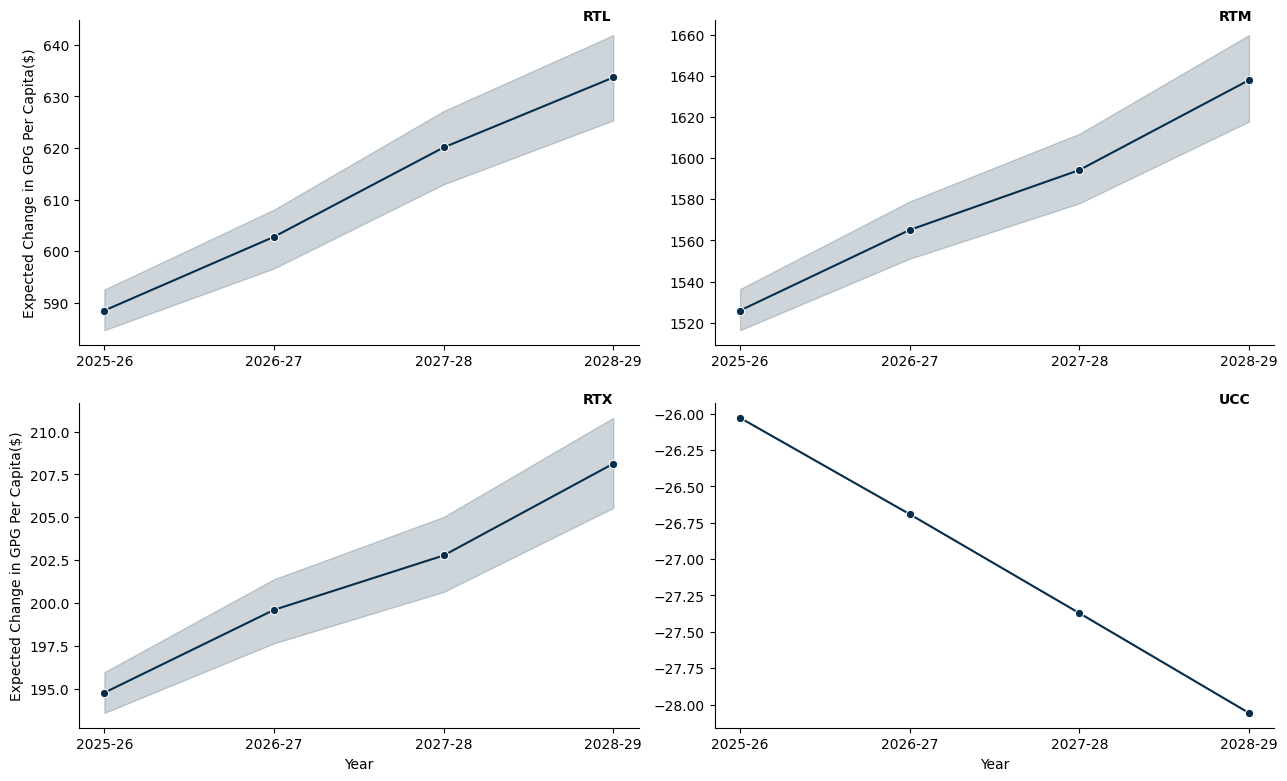 RTL
Expected Change in GPG Per Capita($)
640
630
620
610
600
590
2025-26 2026-27 2027-28 2028-29
RTM
1660
1640
1620
1600
1580
1560
1540
1520
2025-26 2026-27 2027-28 2028-29
RTX
Expected Change in GPG Per Capita($)
210.0
207.5
205.0
202.5
200.0
197.5
195.0
2025-26 2026-27 2027-28 2028-29
Year
UCC
−26.00
−26.25
−26.50
−26.75
−27.00
−27.25
−27.50
−27.75
−28.00
2025-26 2026-27 2027-28 2028-29
Year